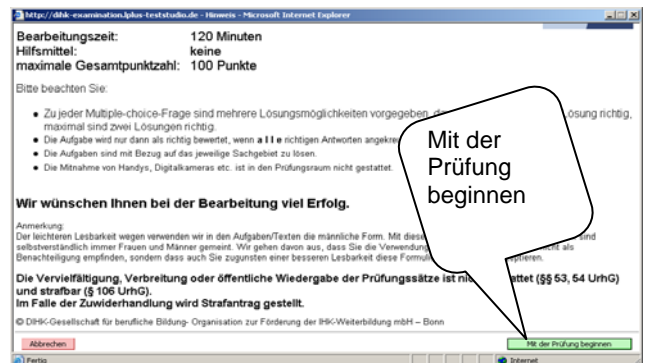 http://dihk-examination.lplus-teststudio.de - Hinweis - Microsoft Internet Explorer
Bearbeitungszeit: 120 Minuten
Hilfsmittel: keine
maximale Gesamtpunktzahl: 100 Punkte
Bitte beachten Sie:
• Zu jeder Multiple-choice-Frage sind mehrere Lösungsmöglichkeiten vorgegeben, ösung richtig,
maximal sind zwei Lösungen richtig.
• Die Aufgabe wird nur dann als richtig bewertet, wenn a l l e richtigen Antworten
• Die Aufgaben sind mit Bezug auf das jeweilige Sachgebiet zu lösen.
• Die Mitnahme von Handys, Digitalkameras etc. ist in den Prüfungsraum nicht gestattet.
Mit der
Prüfung
beginnen
Wir wünschen Ihnen bei der Bearbeitung viel Erfolg.
Anmerkung:
Der leichteren Lesbarkeit wegen verwenden wir in den Aufgaben/Texten die männliche Form. Mit sind
selbstverständlich immer Frauen und Männer gemeint. Wir gehen davon aus, dass Sie die als
Benachteiligung empfinden, sondern dass auch Sie zugunsten einer besseren Lesbarkeit diese
Die Vervielfältigung, Verbreitung oder öffentliche Wiedergabe der Prüfungssätze ist (§§ 53, 54 UrhG)
und strafbar (§ 106 UrhG).
Im Falle der Zuwiderhandlung wird Strafantrag gestellt.
© DIHK-Gesellschaft für berufliche Bildung- Organisation zur Förderung der IHK-Weiterbildung mbH – Bonn
Abbrechen Mit der Prüfung beginnen
Fertig Internet